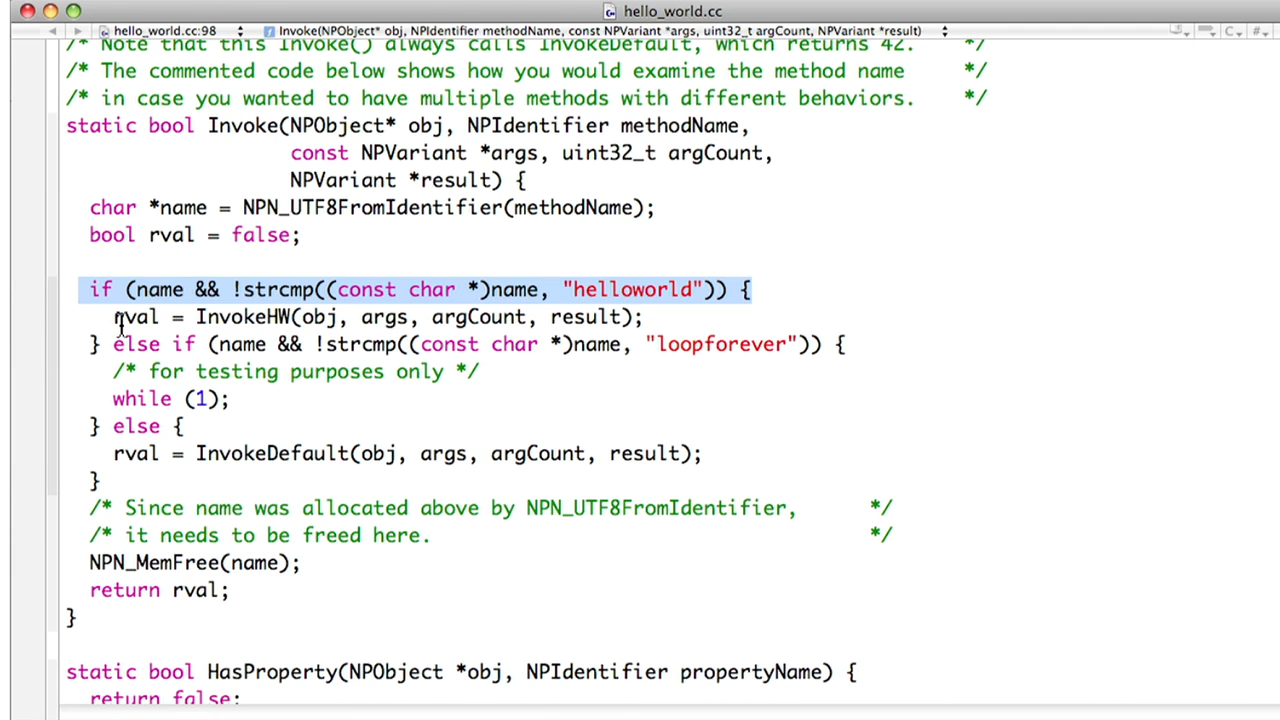 hello_world.cc
hello_world.cc:98 Invoke(NPObject* obj, NPIdentifier methodName, const NPVariant *args, uint32_t argCount, NPVariant *result) C #
/* Note that this Invoke() always calls InvokeDefault, which returns 42. */
/* The commented code below shows how you would examine the method name */
/* in case you wanted to have multiple methods with different behaviors. */
static bool Invoke(NPObject* obj, NPIdentifier methodName,
const NPVariant *args, uint32_t argCount,
NPVariant *result) {
char *name = NPN_UTF8FromIdentifier(methodName);
bool rval = false;
if (name && !strcmp((const char *)name, "helloworld")) {
rval = InvokeHW(obj, args, argCount, result);
} else if (name && !strcmp((const char *)name, "loopforever")) {
/* for testing purposes only */
while (1);
} else {
rval = InvokeDefault(obj, args, argCount, result);
}
/* Since name was allocated above by NPN_UTF8FromIdentifier, */
/* it needs to be freed here. */
NPN_MemFree(name);
return rval;
}
static bool HasProperty(NPObject *obj, NPIdentifier propertyName) {
return false;